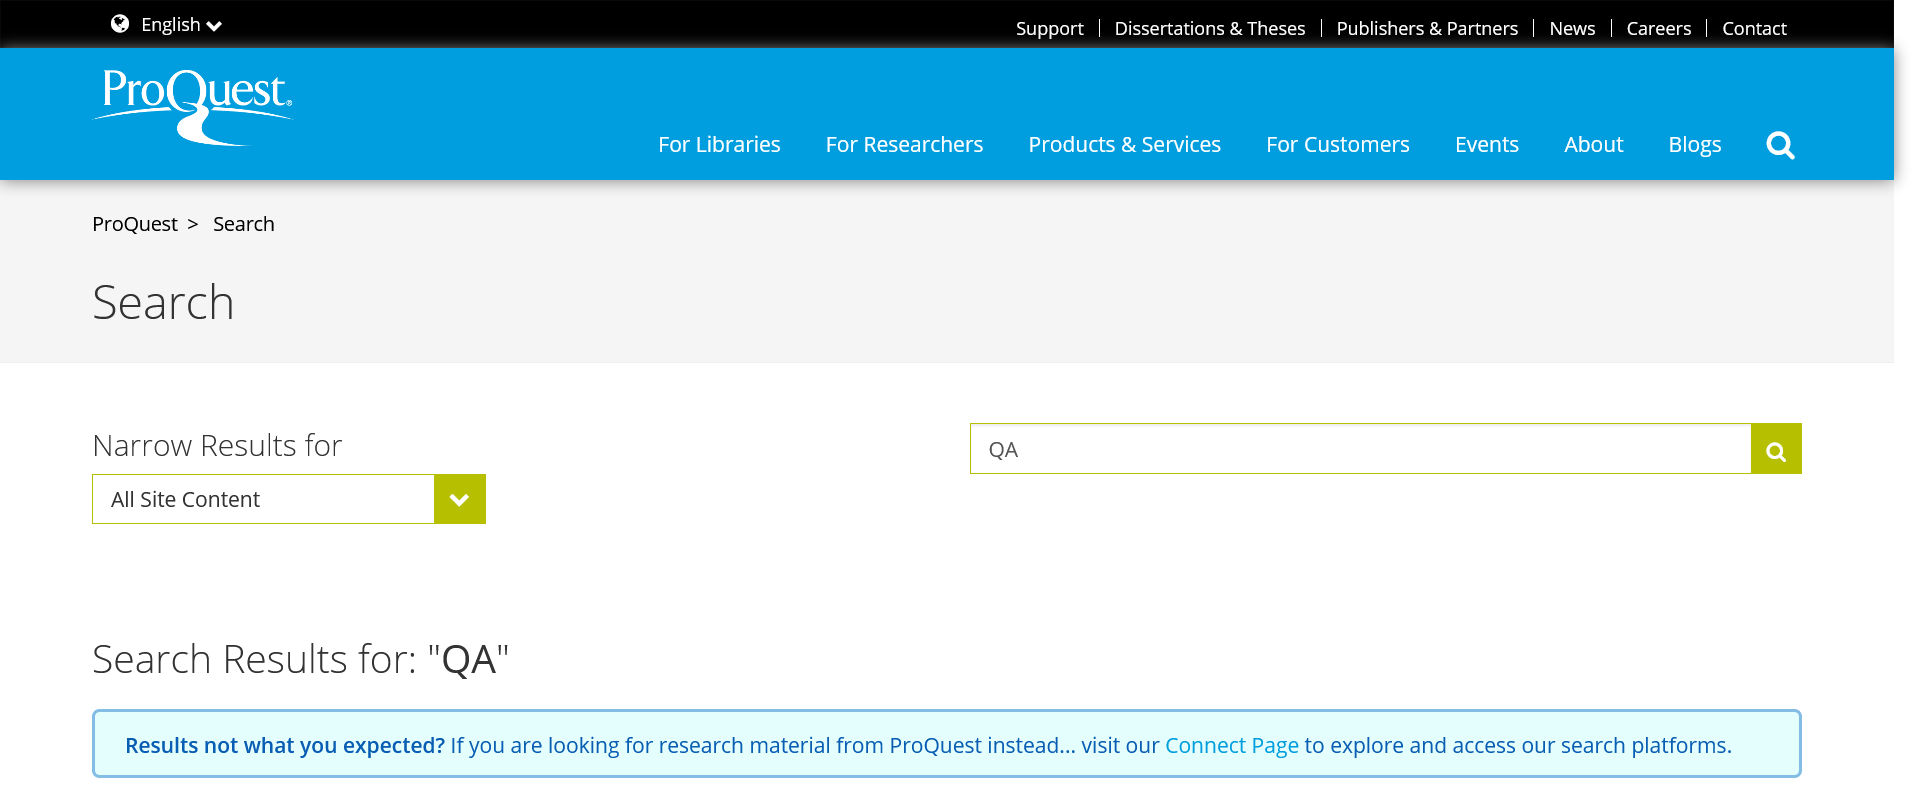 English
Support | Dissertations & Theses | Publishers & Partners | News | Careers | Contact
ProQuest®
For Libraries For Researchers Products & Services For Customers Events About Blogs
ProQuest > Search
Search
Narrow Results for
All Site Content
QA
Search Results for: "QA"
Results not what you expected? If you are looking for research material from ProQuest instead... visit our Connect Page to explore and access our search platforms.